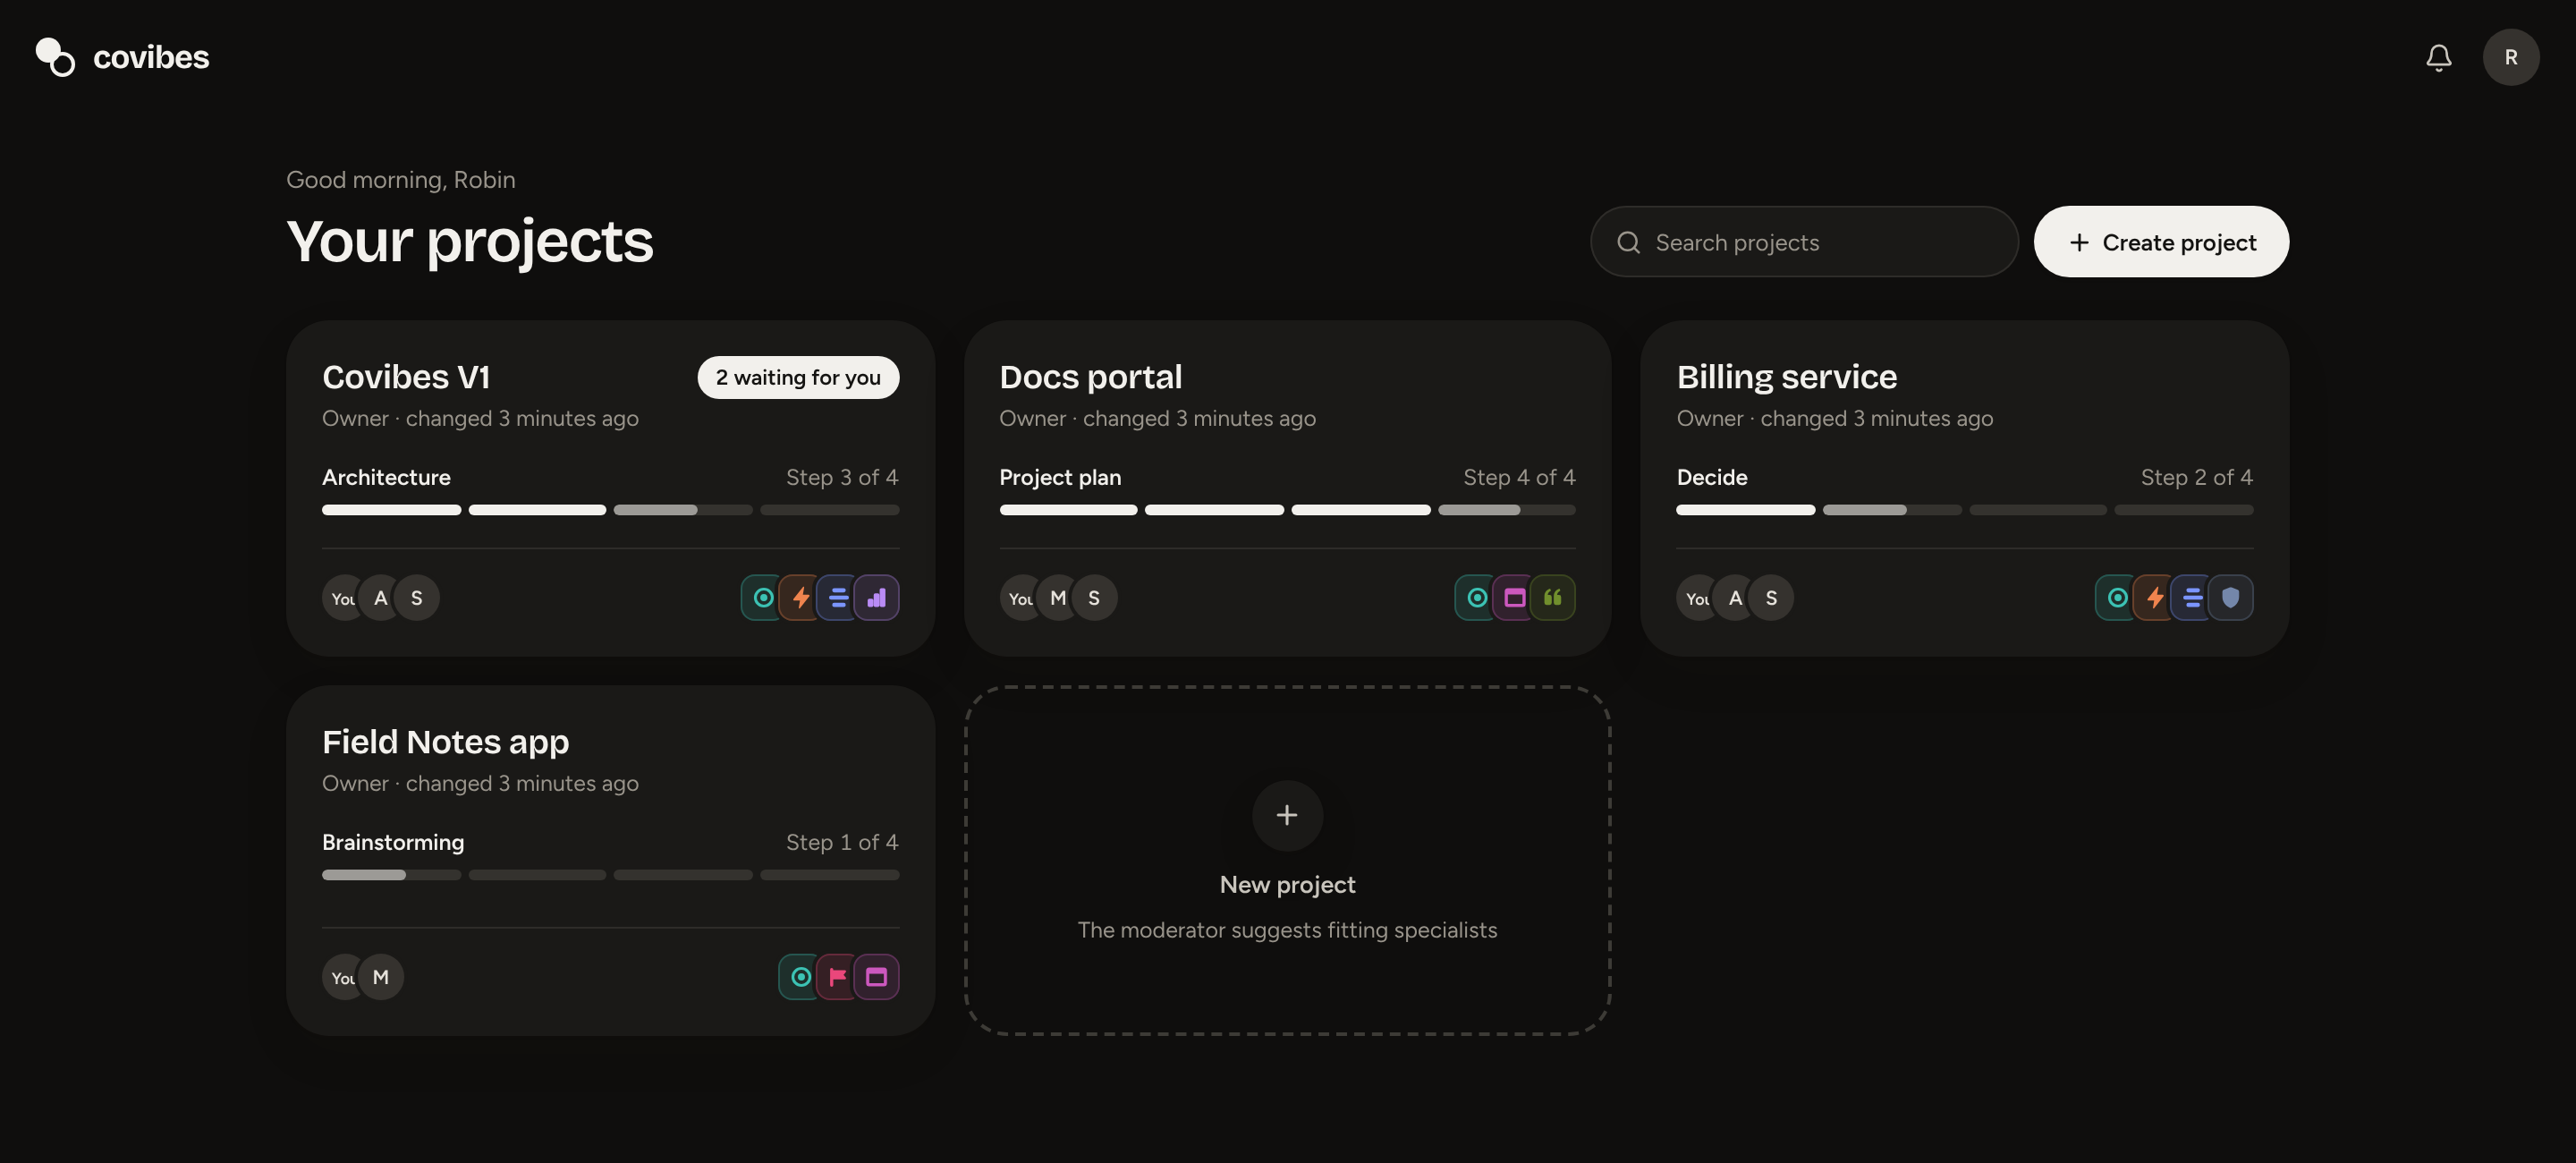 covibes
R
Good morning, Robin
Your projects
Search projects
Create project
Covibes V1
2 waiting for you
Owner · changed 3 minutes ago
Architecture
Step 3 of 4
You A S
Docs portal
Owner · changed 3 minutes ago
Project plan
Step 4 of 4
You M S
Billing service
Owner · changed 3 minutes ago
Decide
Step 2 of 4
You A S
Field Notes app
Owner · changed 3 minutes ago
Brainstorming
Step 1 of 4
You M
New project
The moderator suggests fitting specialists